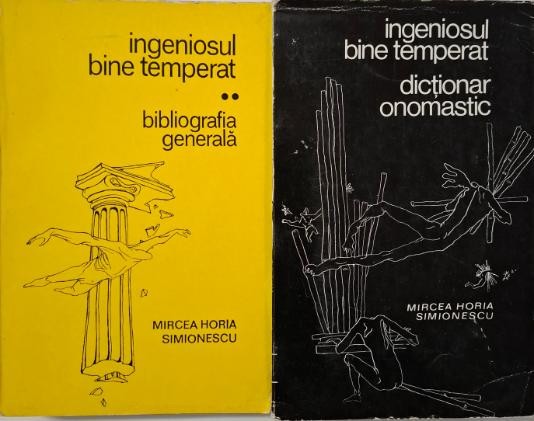 ingeniosul
bine temperat
●●
bibliografia
generală
MIRCEA HORIA
SIMIONESCU
ingeniosul
bine temperat
dicționar
onomastic
MIRCEA HORIA
SIMIONESCU